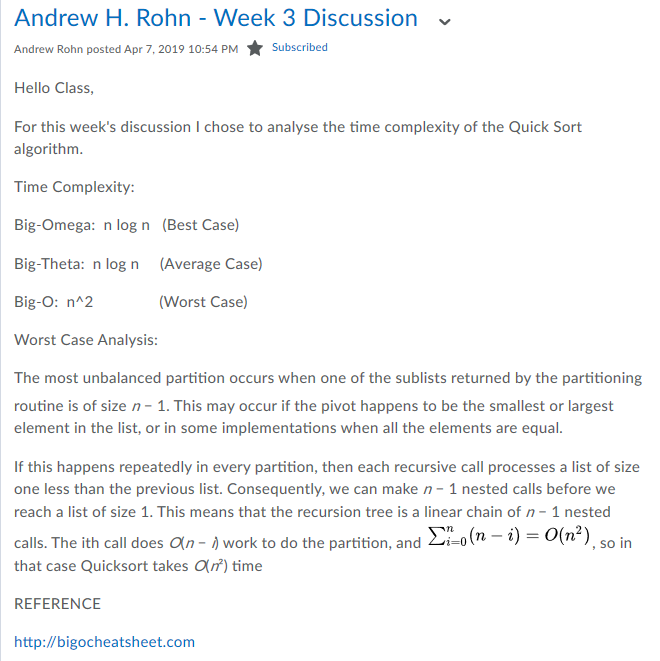 Andrew H. Rohn - Week 3 Discussion
Andrew Rohn posted Apr 7, 2019 10:54 PM ★ Subscribed
Hello Class,
For this week's discussion I chose to analyse the time complexity of the Quick Sort
algorithm.
Time Complexity:
Big-Omega: n log n (Best Case)
Big-Theta: n log n (Average Case)
Big-O: n^2 (Worst Case)
Worst Case Analysis:
The most unbalanced partition occurs when one of the sublists returned by the partitioning
routine is of size n − 1. This may occur if the pivot happens to be the smallest or largest
element in the list, or in some implementations when all the elements are equal.
If this happens repeatedly in every partition, then each recursive call processes a list of size
one less than the previous list. Consequently, we can make n − 1 nested calls before we
reach a list of size 1. This means that the recursion tree is a linear chain of n − 1 nested
calls. The ith call does O(n − i) work to do the partition, and ∑ⁿᵢ₌₀(n − i) = O(n²), so in
that case Quicksort takes O(n²) time
REFERENCE
http://bigocheatsheet.com